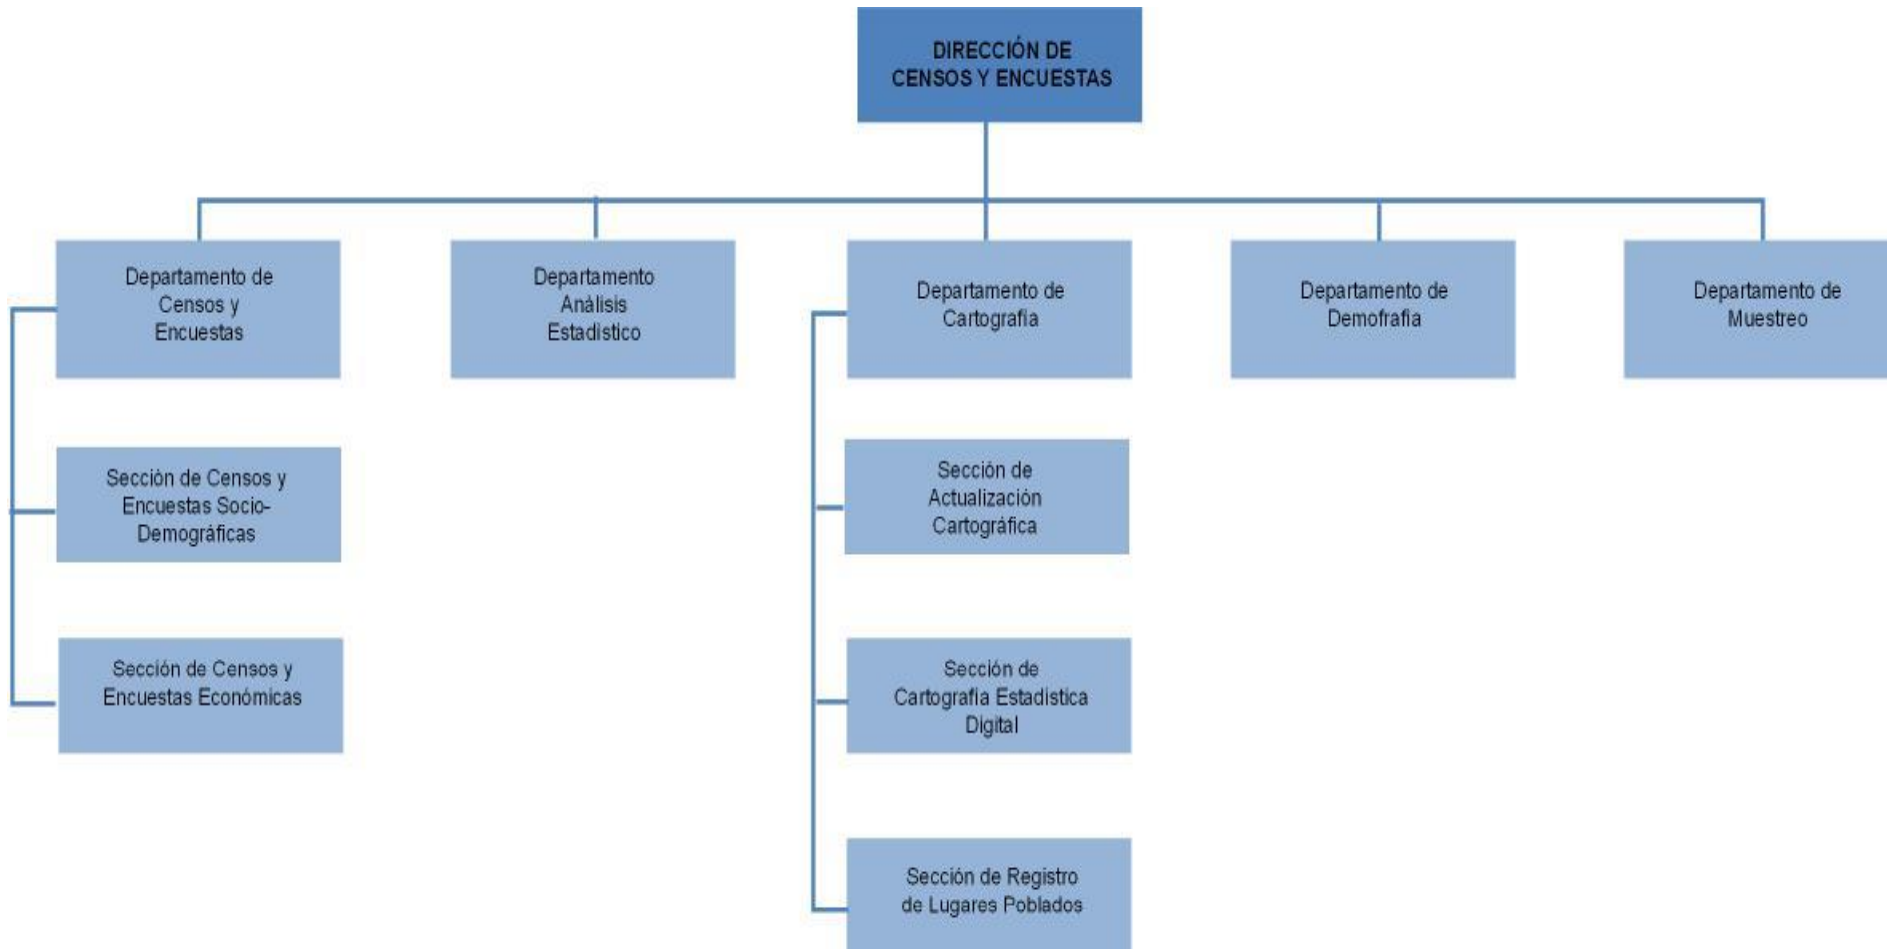 DIRECCIÓN DE
CENSOS Y ENCUESTAS
Departamento de
Censos y
Encuestas
Departamento
Análisis
Estadístico
Departamento de
Cartografía
Departamento de
Demofrafía
Departamento de
Muestreo
Sección de Censos y
Encuestas Socio-
Demográficas
Sección de Censos y
Encuestas Económicas
Sección de
Actualización
Cartográfica
Sección de
Cartografía Estadística
Digital
Sección de Registro
de Lugares Poblados